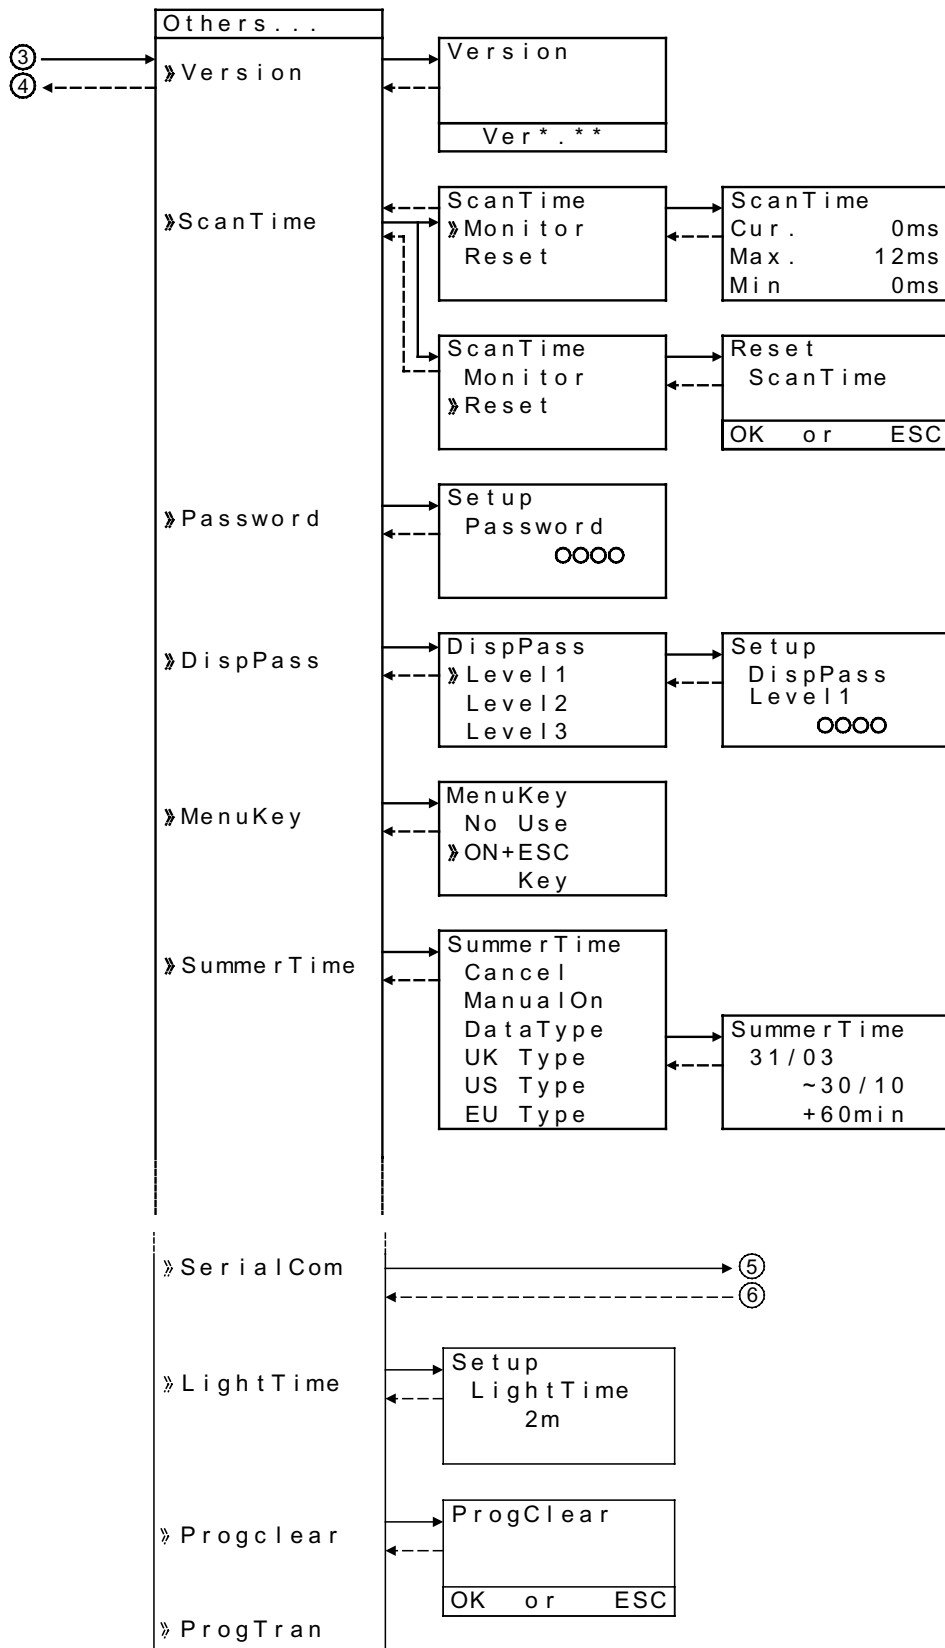 Others...
③
④
»Version
Version
Ver*.**
»ScanTime
ScanTime
»Monitor
Reset
ScanTime
Cur. 0ms
Max. 12ms
Min 0ms
ScanTime
Monitor
»Reset
Reset
ScanTime
OK or ESC
»Password
Setup
Password
○○○○
»DispPass
DispPass
»Level1
Level2
Level3
Setup
DispPass
Level1
○○○○
»MenuKey
MenuKey
No Use
»ON+ESC
Key
»SummerTime
SummerTime
Cancel
ManualOn
DataType
UK Type
US Type
EU Type
SummerTime
31/03
~30/10
+60min
»SerialCom
⑤
⑥
»LightTime
Setup
LightTime
2m
»Progclear
ProgClear
OK or ESC
»ProgTran